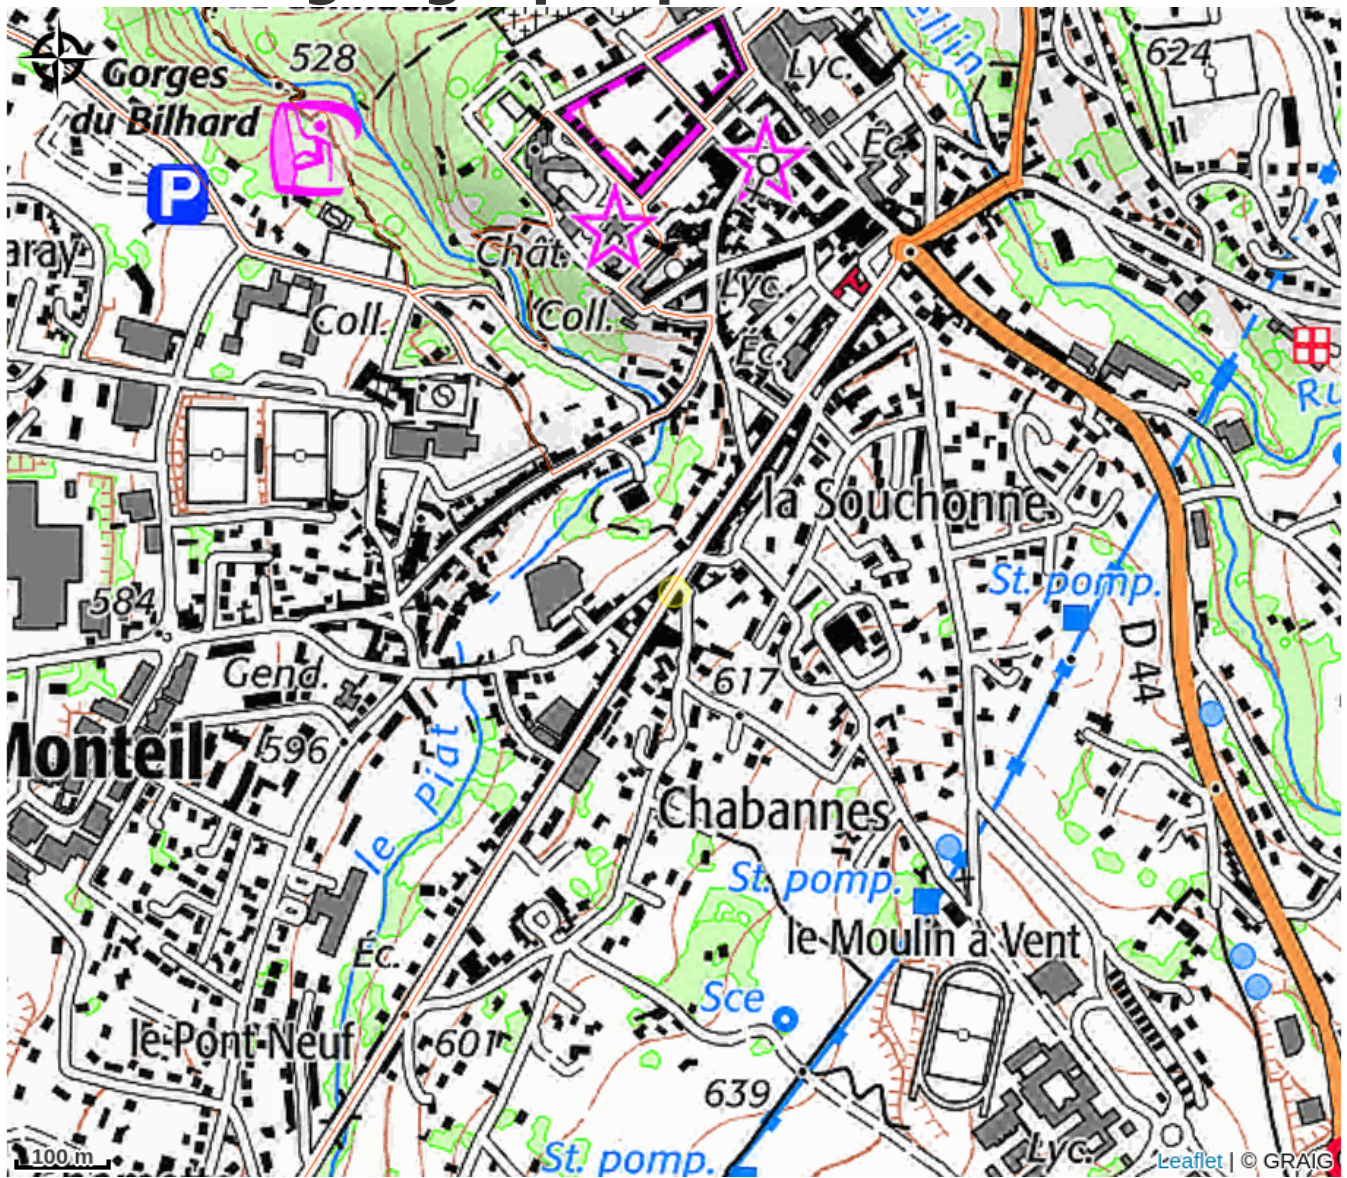 528
624
Gorges
du Bilhard
Lyc.
Éc.
P
Chât.
Lyc.
Coll.
Coll.
Éc.
la Souchonne
St. pomp.
584
D 44
Gend.
617
Monteil
596
le Piat
Chabannes
St. pomp.
le Moulin à Vent
Éc.
Sce
le Pont Neuf
601
639
Lyc.
100 m
St. pomp.
Leaflet | © GRAIG